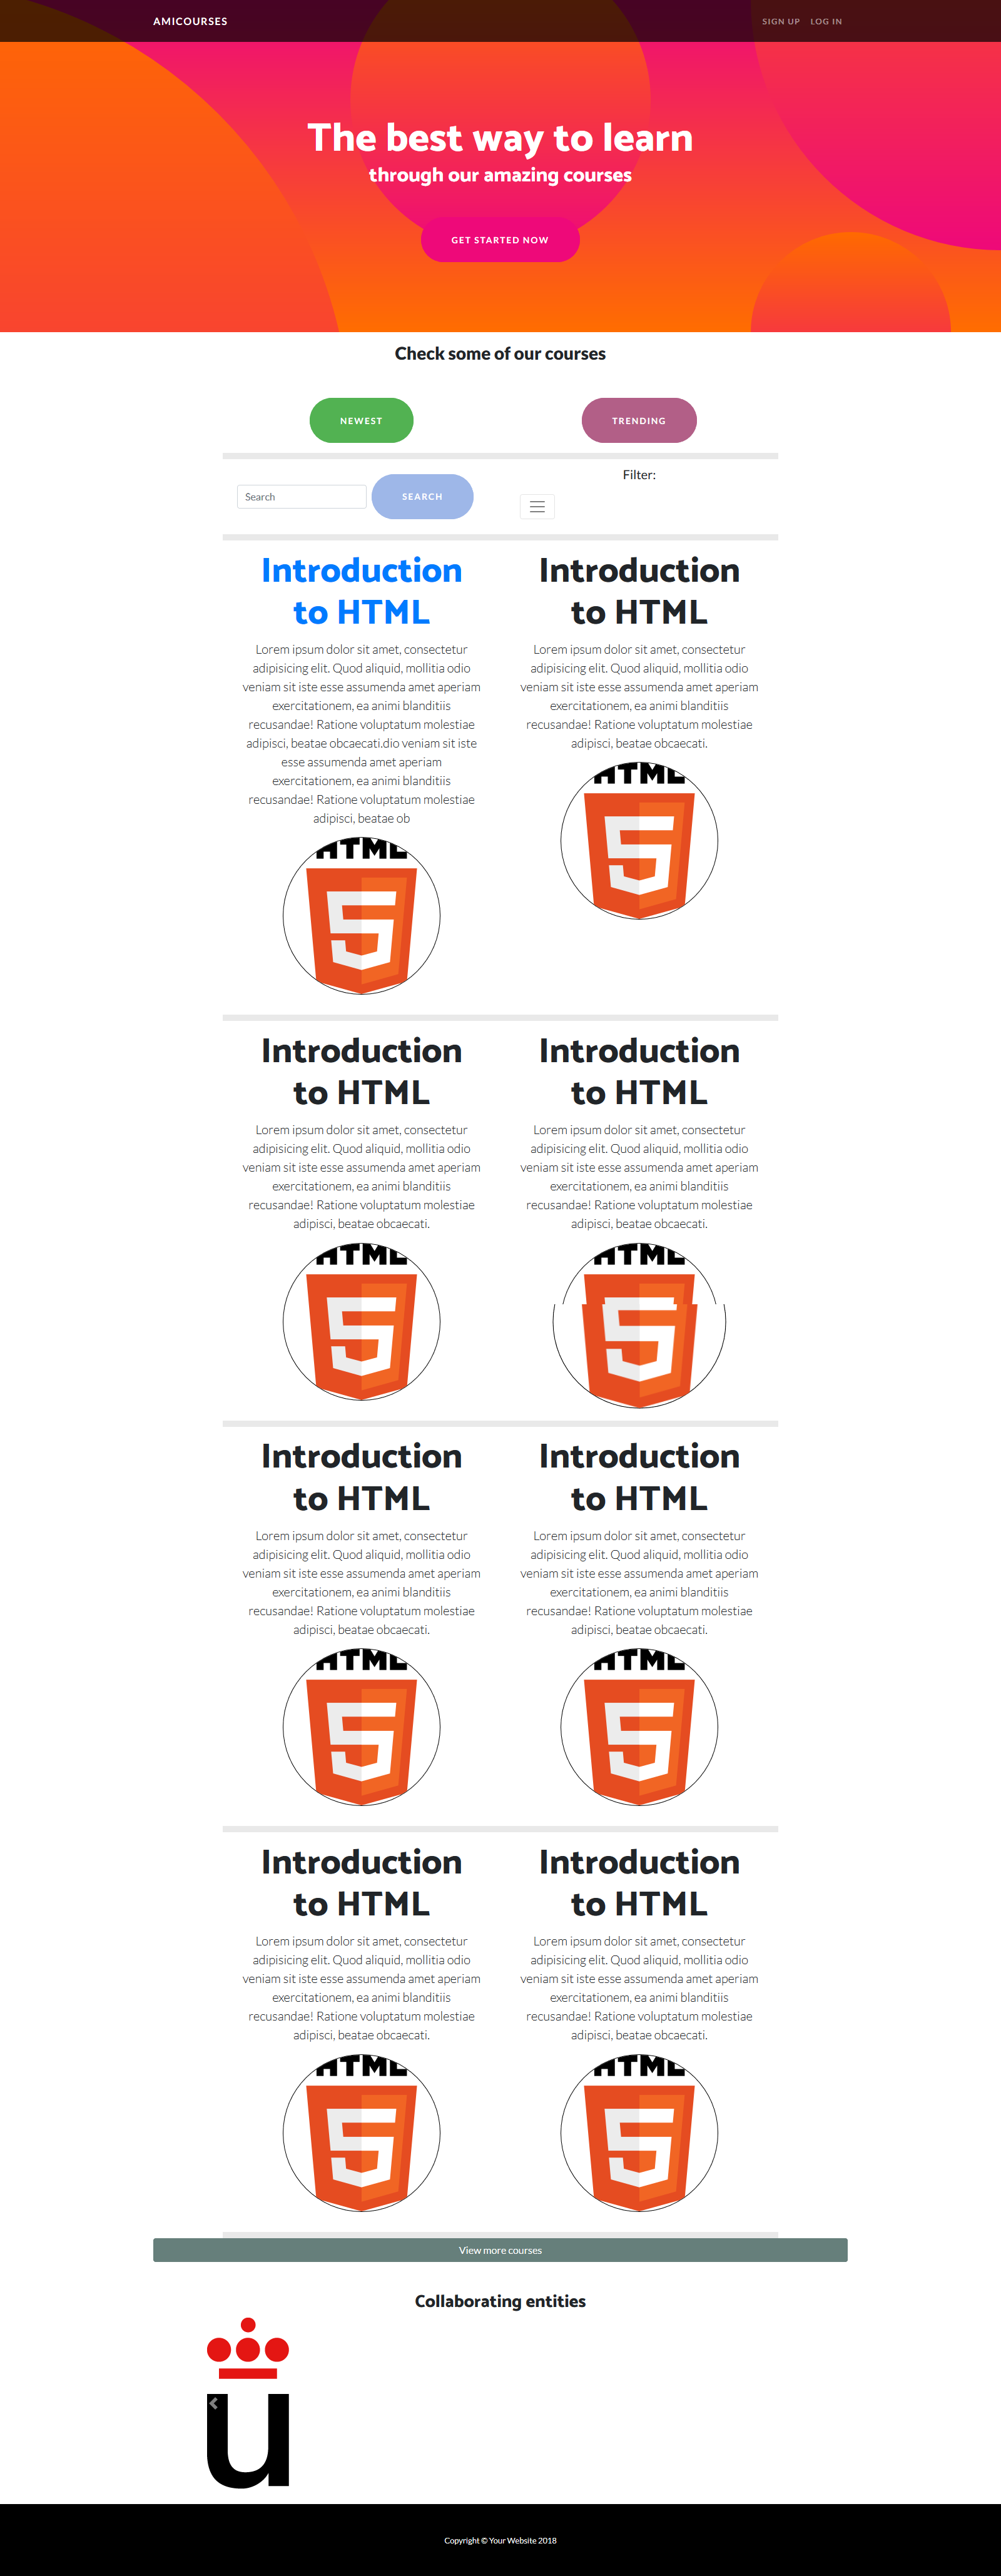 AMICOURSES
SIGN UP LOG IN
The best way to learn
through our amazing courses
GET STARTED NOW
Check some of our courses
NEWEST
TRENDING
Search
SEARCH
Filter:
Introduction
to HTML
Lorem ipsum dolor sit amet, consectetur
adipisicing elit. Quod aliquid, mollitia odio
veniam sit iste esse assumenda amet aperiam
exercitationem, ea animi blanditiis
recusandae! Ratione voluptatum molestiae
adipisci, beatae obcaecati.dio veniam sit iste
esse assumenda amet aperiam
exercitationem, ea animi blanditiis
recusandae! Ratione voluptatum molestiae
adipisci, beatae ob
HTML
5
Introduction
to HTML
Lorem ipsum dolor sit amet, consectetur
adipisicing elit. Quod aliquid, mollitia odio
veniam sit iste esse assumenda amet aperiam
exercitationem, ea animi blanditiis
recusandae! Ratione voluptatum molestiae
adipisci, beatae obcaecati.
HTML
5
Introduction
to HTML
Lorem ipsum dolor sit amet, consectetur
adipisicing elit. Quod aliquid, mollitia odio
veniam sit iste esse assumenda amet aperiam
exercitationem, ea animi blanditiis
recusandae! Ratione voluptatum molestiae
adipisci, beatae obcaecati.
HTML
5
Introduction
to HTML
Lorem ipsum dolor sit amet, consectetur
adipisicing elit. Quod aliquid, mollitia odio
veniam sit iste esse assumenda amet aperiam
exercitationem, ea animi blanditiis
recusandae! Ratione voluptatum molestiae
adipisci, beatae obcaecati.
HTML
5
Introduction
to HTML
Lorem ipsum dolor sit amet, consectetur
adipisicing elit. Quod aliquid, mollitia odio
veniam sit iste esse assumenda amet aperiam
exercitationem, ea animi blanditiis
recusandae! Ratione voluptatum molestiae
adipisci, beatae obcaecati.
HTML
5
Introduction
to HTML
Lorem ipsum dolor sit amet, consectetur
adipisicing elit. Quod aliquid, mollitia odio
veniam sit iste esse assumenda amet aperiam
exercitationem, ea animi blanditiis
recusandae! Ratione voluptatum molestiae
adipisci, beatae obcaecati.
HTML
5
Introduction
to HTML
Lorem ipsum dolor sit amet, consectetur
adipisicing elit. Quod aliquid, mollitia odio
veniam sit iste esse assumenda amet aperiam
exercitationem, ea animi blanditiis
recusandae! Ratione voluptatum molestiae
adipisci, beatae obcaecati.
HTML
5
Introduction
to HTML
Lorem ipsum dolor sit amet, consectetur
adipisicing elit. Quod aliquid, mollitia odio
veniam sit iste esse assumenda amet aperiam
exercitationem, ea animi blanditiis
recusandae! Ratione voluptatum molestiae
adipisci, beatae obcaecati.
HTML
5
View more courses
Collaborating entities
u
Copyright © Your Website 2018